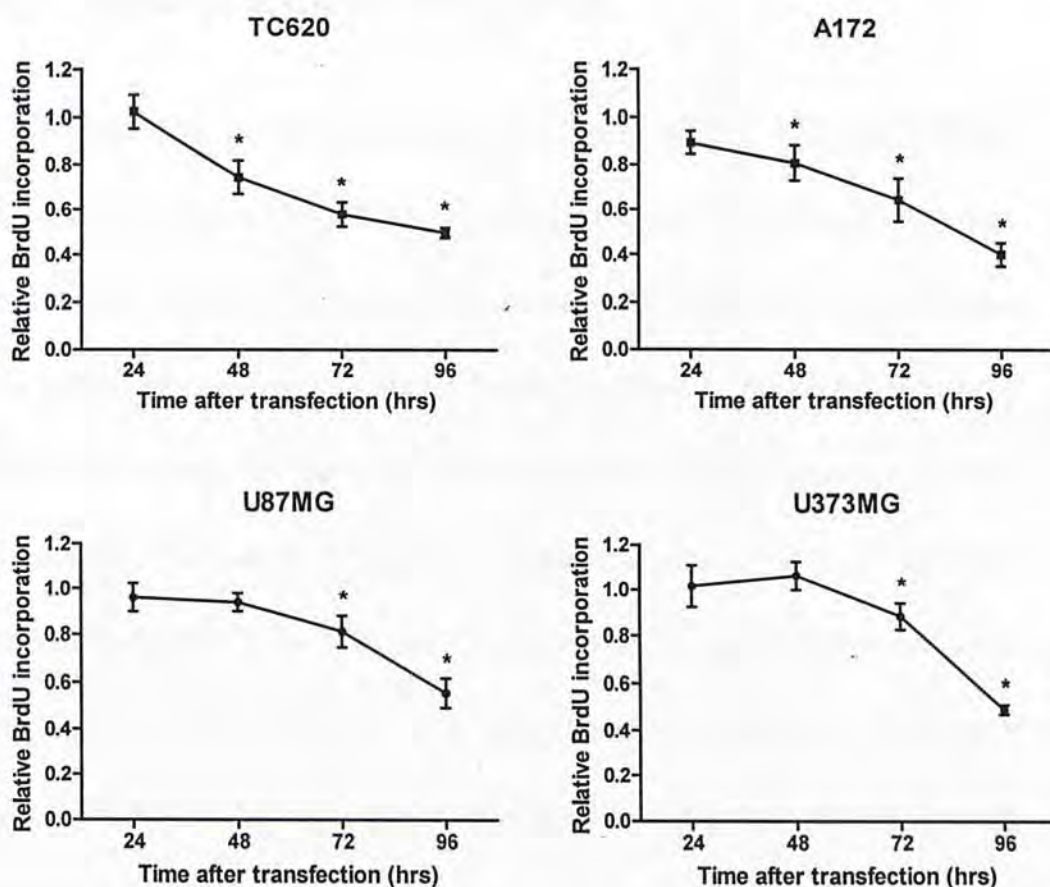 TC620
Relative BrdU incorporation
1.2
1.0
0.8
0.6
0.4
0.2
0.0
*
*
*
24 48 72 96
Time after transfection (hrs)
A172
Relative BrdU incorporation
1.2
1.0
0.8
0.6
0.4
0.2
0.0
*
*
*
24 48 72 96
Time after transfection (hrs)
U87MG
Relative BrdU incorporation
1.2
1.0
0.8
0.6
0.4
0.2
0.0
*
*
24 48 72 96
Time after transfection (hrs)
U373MG
Relative BrdU incorporation
1.2
1.0
0.8
0.6
0.4
0.2
0.0
*
*
24 48 72 96
Time after transfection (hrs)